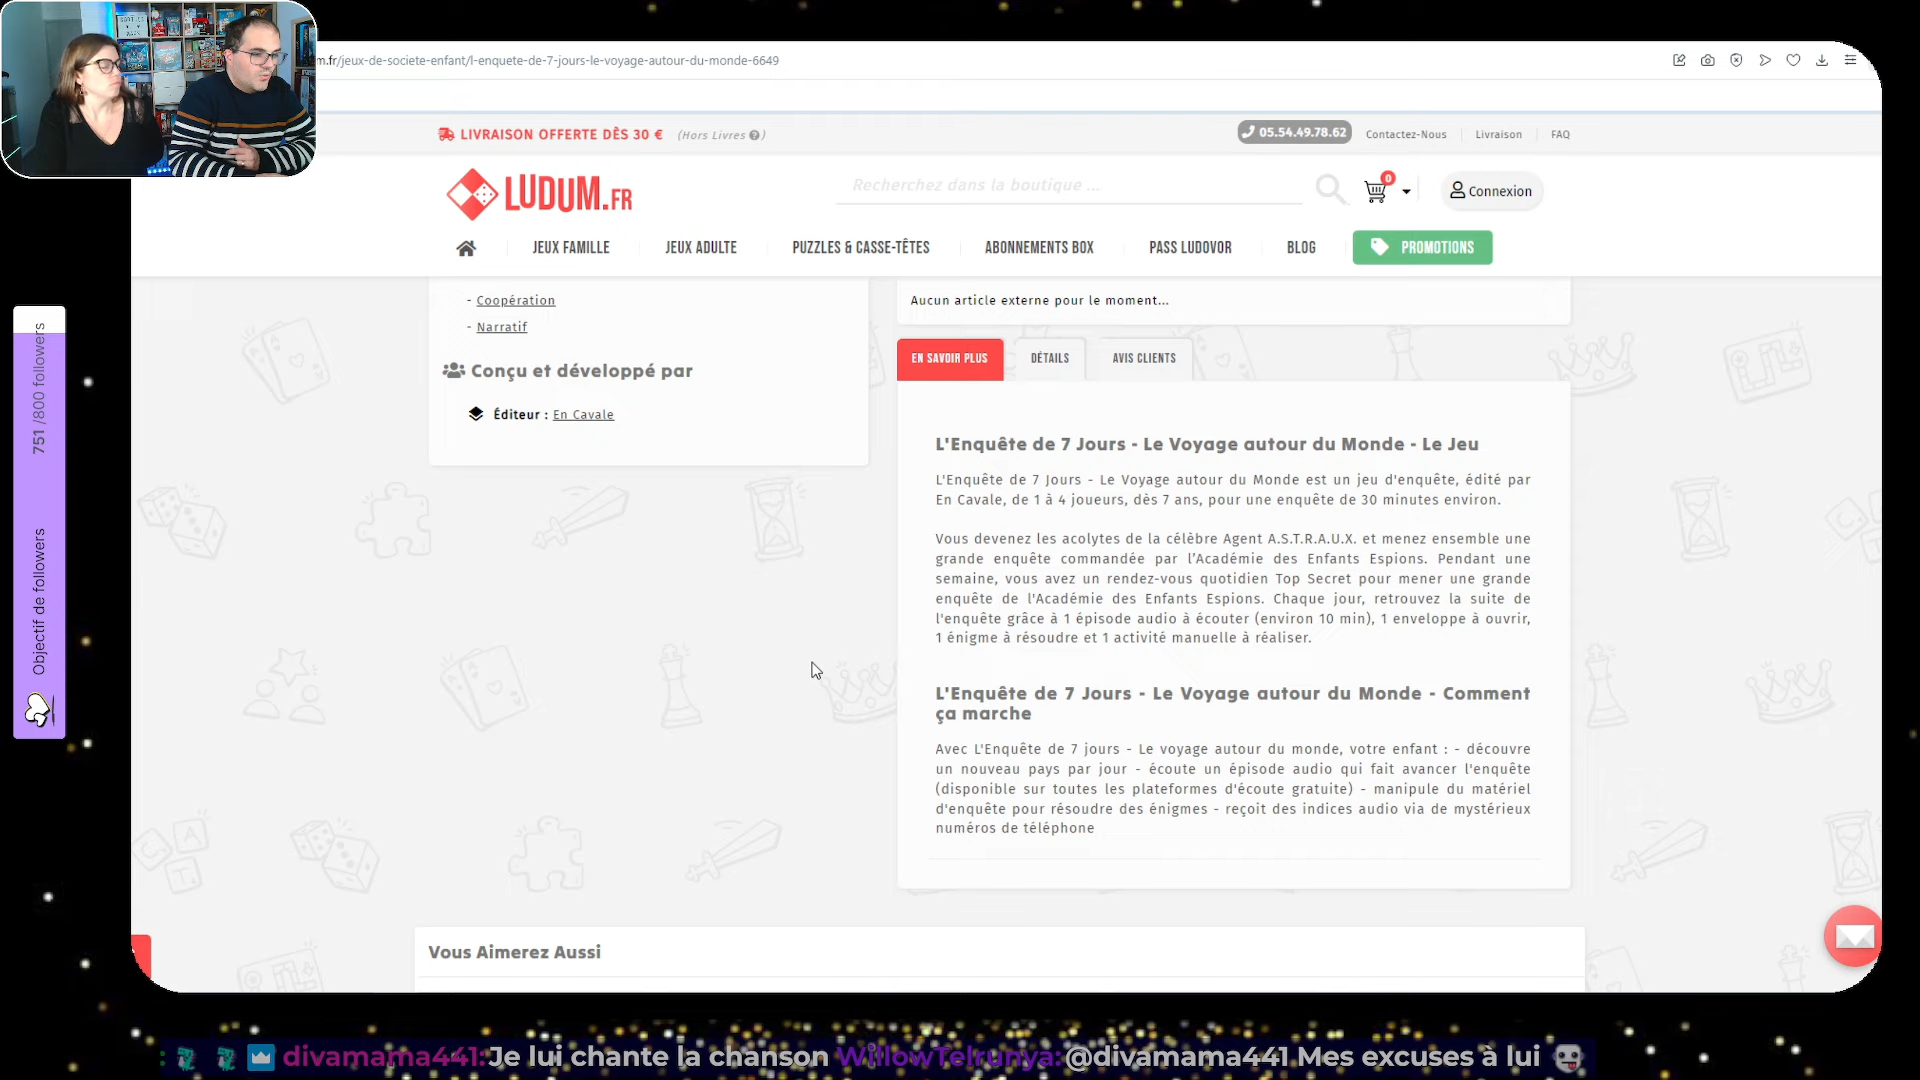 m.fr/jeux-de-societe-enfant/l-enquete-de-7-jours-le-voyage-autour-du-monde-6649
LIVRAISON OFFERTE DÈS 30 € (Hors Livres)
05.54.49.78.62
Contactez-Nous
Livraison
FAQ
LUDUM.FR
Recherchez dans la boutique ...
0
Connexion
JEUX FAMILLE
JEUX ADULTE
PUZZLES & CASSE-TÊTES
ABONNEMENTS BOX
PASS LUDOVOR
BLOG
PROMOTIONS
- Coopération
- Narratif
Conçu et développé par
Éditeur : En Cavale
Aucun article externe pour le moment...
EN SAVOIR PLUS
DÉTAILS
AVIS CLIENTS
L'Enquête de 7 Jours - Le Voyage autour du Monde - Le Jeu
L'Enquête de 7 Jours - Le Voyage autour du Monde est un jeu d'enquête, édité par
En Cavale, de 1 à 4 joueurs, dès 7 ans, pour une enquête de 30 minutes environ.
Vous devenez les acolytes de la célèbre Agent A.S.T.R.A.U.X. et menez ensemble une
grande enquête commandée par l'Académie des Enfants Espions. Pendant une
semaine, vous avez un rendez-vous quotidien Top Secret pour mener une grande
enquête de l'Académie des Enfants Espions. Chaque jour, retrouvez la suite de
l'enquête grâce à 1 épisode audio à écouter (environ 10 min), 1 enveloppe à ouvrir,
1 énigme à résoudre et 1 activité manuelle à réaliser.
L'Enquête de 7 Jours - Le Voyage autour du Monde - Comment
ça marche
Avec L'Enquête de 7 jours - Le voyage autour du monde, votre enfant : - découvre
un nouveau pays par jour - écoute un épisode audio qui fait avancer l'enquête
(disponible sur toutes les plateformes d'écoute gratuite) - manipule du matériel
d'enquête pour résoudre des énigmes - reçoit des indices audio via de mystérieux
numéros de téléphone
Vous Aimerez Aussi
Objectif de followers
751 /800 followers
divamama441: Je lui chante la chanson WillowTelrunya: @divamama441 Mes excuses à lui